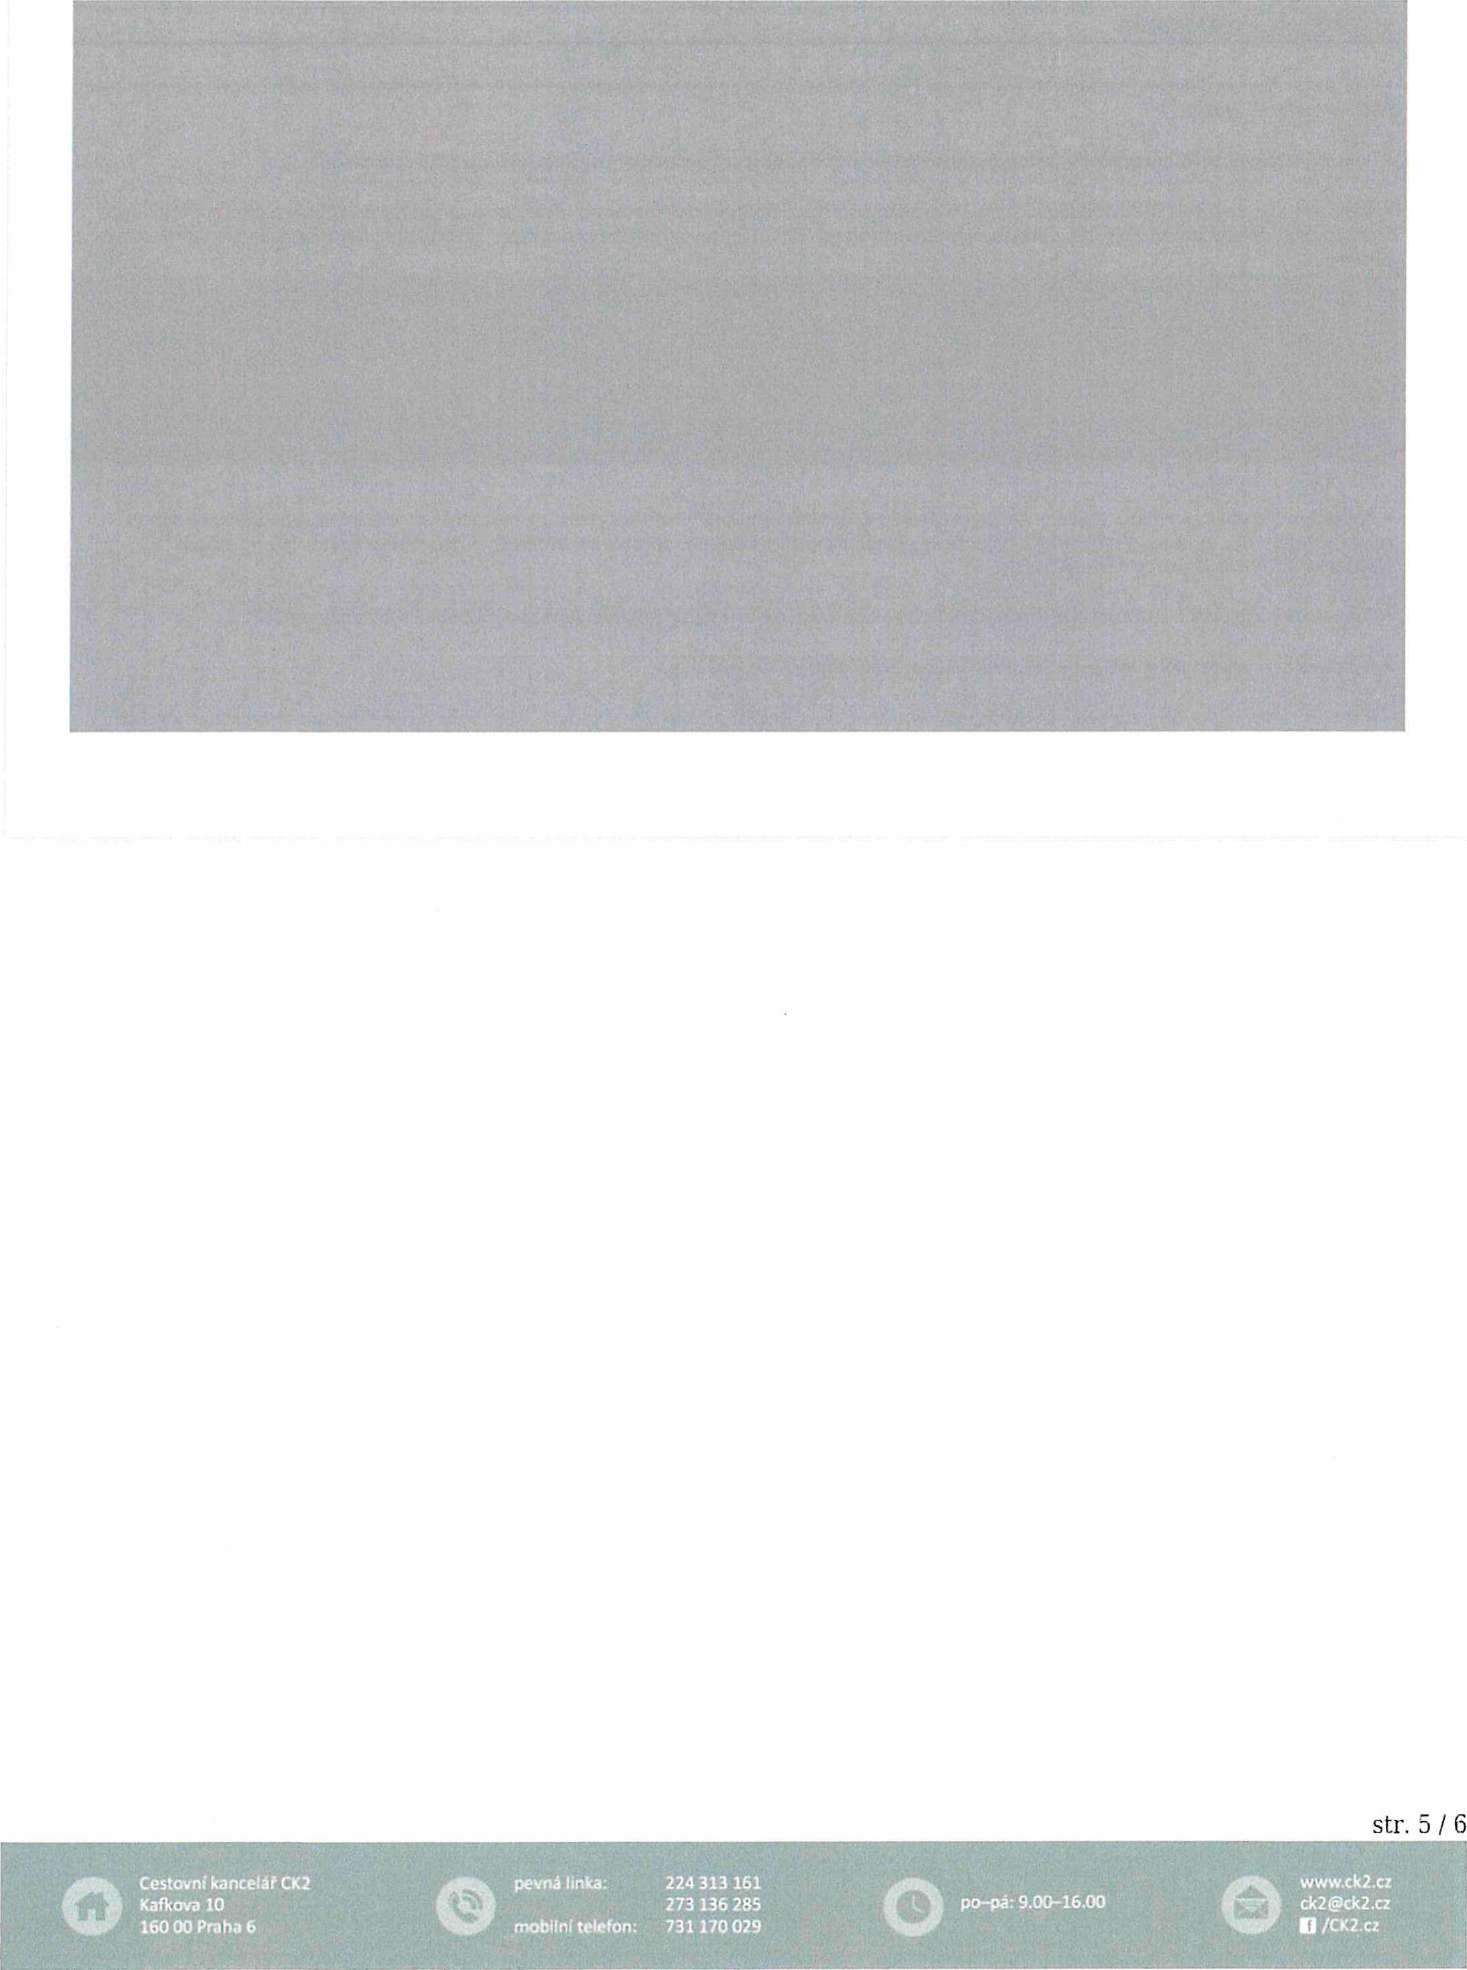 str. 5 / 6
Cestovní kancelář CK2
Kafkova 10
160 00 Praha 6
pevná linka: 224 313 161
273 136 285
mobilní telefon: 731 170 029
po–pá: 9.00–16.00
www.ck2.cz
ck2@ck2.cz
/CK2.cz